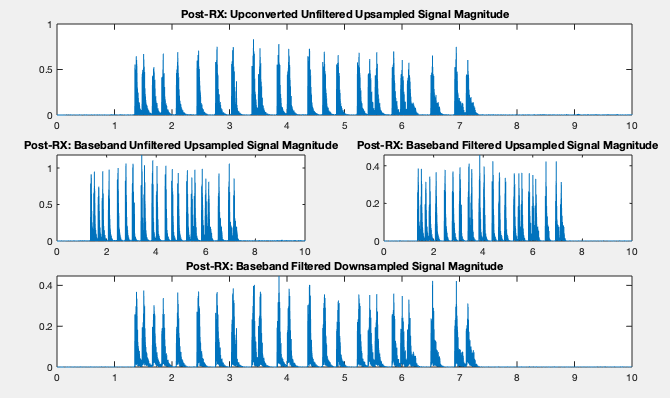 Post-RX: Upconverted Unfiltered Upsampled Signal Magnitude
1
0.5
0
0 1 2 3 4 5 6 7 8 9 10
Post-RX: Baseband Unfiltered Upsampled Signal Magnitude
1
0.5
0
0 2 4 6 8 10
Post-RX: Baseband Filtered Upsampled Signal Magnitude
0.4
0.2
0
0 2 4 6 8 10
Post-RX: Baseband Filtered Downsampled Signal Magnitude
0.4
0.2
0
0 1 2 3 4 5 6 7 8 9 10